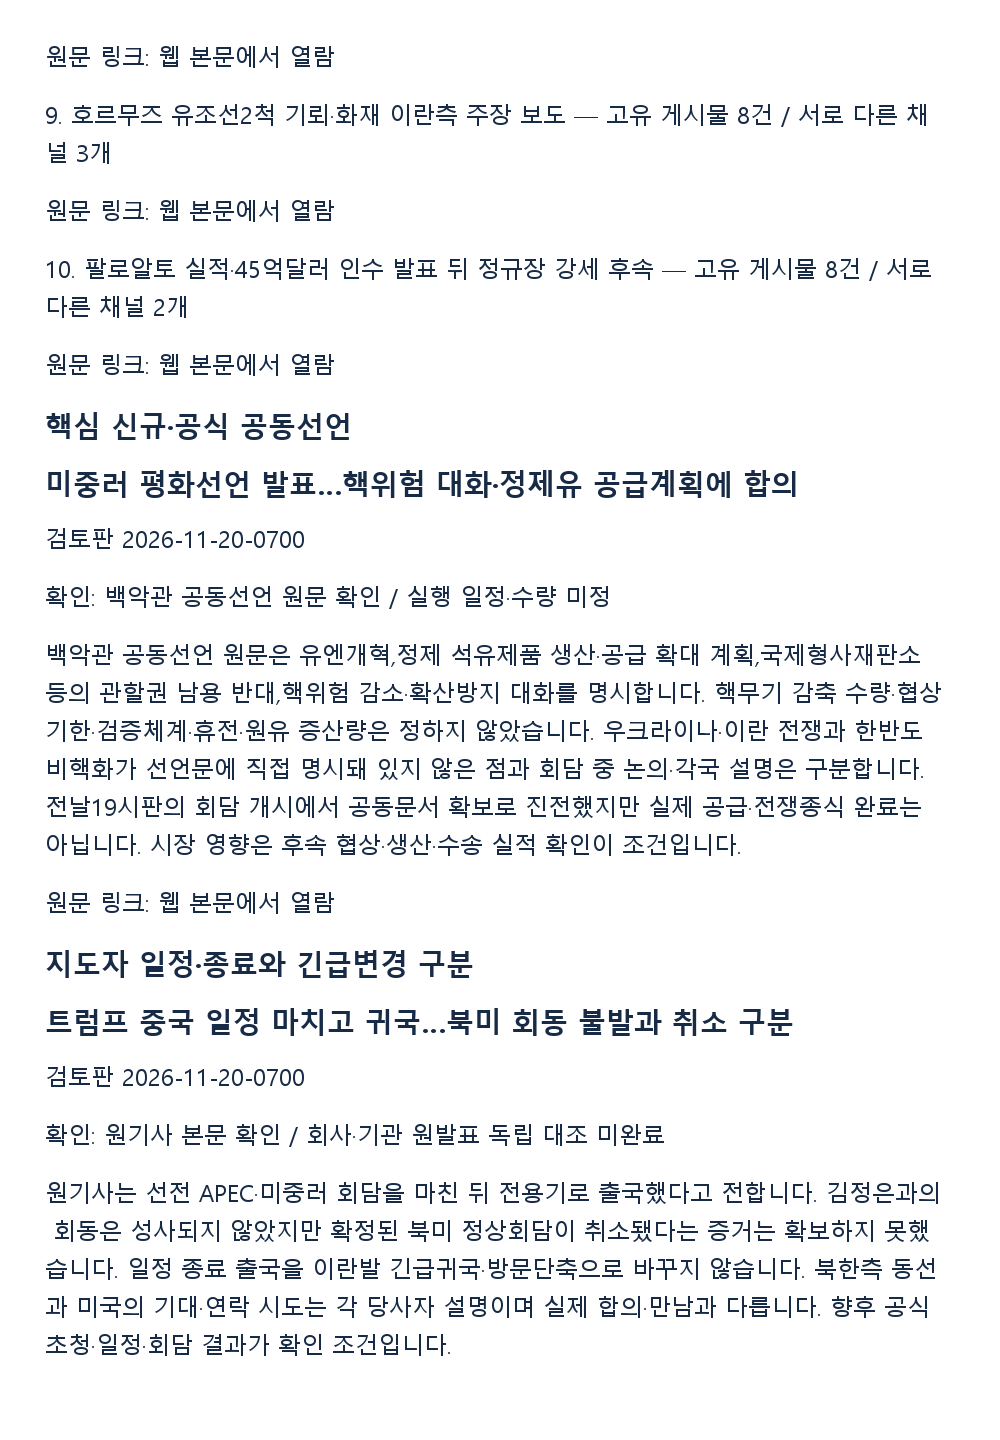 원문 링크: 웹 본문에서 열람
9. 호르무즈 유조선2척 기뢰·화재 이란측 주장 보도 — 고유 게시물 8건 / 서로 다른 채
널 3개
원문 링크: 웹 본문에서 열람
10. 팔로알토 실적·45억달러 인수 발표 뒤 정규장 강세 후속 — 고유 게시물 8건 / 서로
다른 채널 2개
원문 링크: 웹 본문에서 열람
핵심 신규·공식 공동선언
미중러 평화선언 발표...핵위험 대화·정제유 공급계획에 합의
검토판 2026-11-20-0700
확인: 백악관 공동선언 원문 확인 / 실행 일정·수량 미정
백악관 공동선언 원문은 유엔개혁,정제 석유제품 생산·공급 확대 계획,국제형사재판소
등의 관할권 남용 반대,핵위험 감소·확산방지 대화를 명시합니다. 핵무기 감축 수량·협상
기한·검증체계·휴전·원유 증산량은 정하지 않았습니다. 우크라이나·이란 전쟁과 한반도
비핵화가 선언문에 직접 명시돼 있지 않은 점과 회담 중 논의·각국 설명은 구분합니다.
전날19시판의 회담 개시에서 공동문서 확보로 진전했지만 실제 공급·전쟁종식 완료는
아닙니다. 시장 영향은 후속 협상·생산·수송 실적 확인이 조건입니다.
원문 링크: 웹 본문에서 열람
지도자 일정·종료와 긴급변경 구분
트럼프 중국 일정 마치고 귀국...북미 회동 불발과 취소 구분
검토판 2026-11-20-0700
확인: 원기사 본문 확인 / 회사·기관 원발표 독립 대조 미완료
원기사는 선전 APEC·미중러 회담을 마친 뒤 전용기로 출국했다고 전합니다. 김정은과의
회동은 성사되지 않았지만 확정된 북미 정상회담이 취소됐다는 증거는 확보하지 못했
습니다. 일정 종료 출국을 이란발 긴급귀국·방문단축으로 바꾸지 않습니다. 북한측 동선
과 미국의 기대·연락 시도는 각 당사자 설명이며 실제 합의·만남과 다릅니다. 향후 공식
초청·일정·회담 결과가 확인 조건입니다.